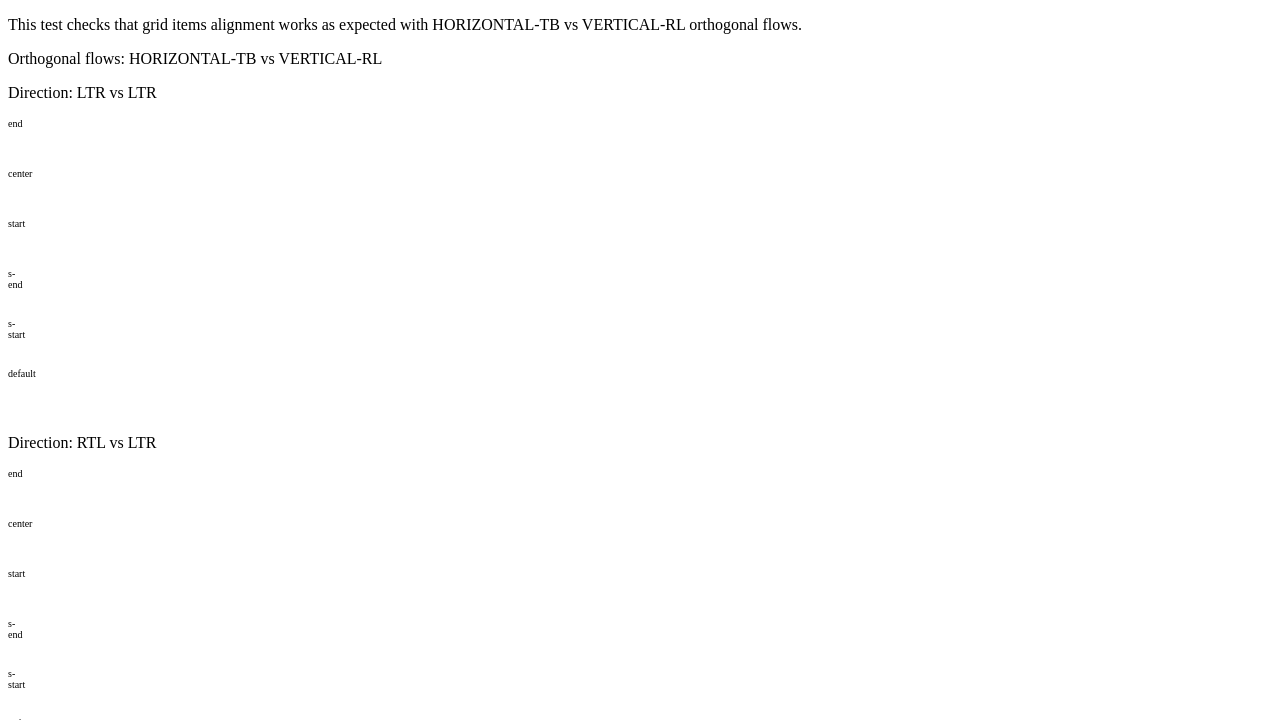 This test checks that grid items alignment works as expected with HORIZONTAL-TB vs VERTICAL-RL orthogonal flows.
Orthogonal flows: HORIZONTAL-TB vs VERTICAL-RL
Direction: LTR vs LTR
end
center
start
s-
end
s-
start
default
Direction: RTL vs LTR
end
center
start
s-
end
s-
start